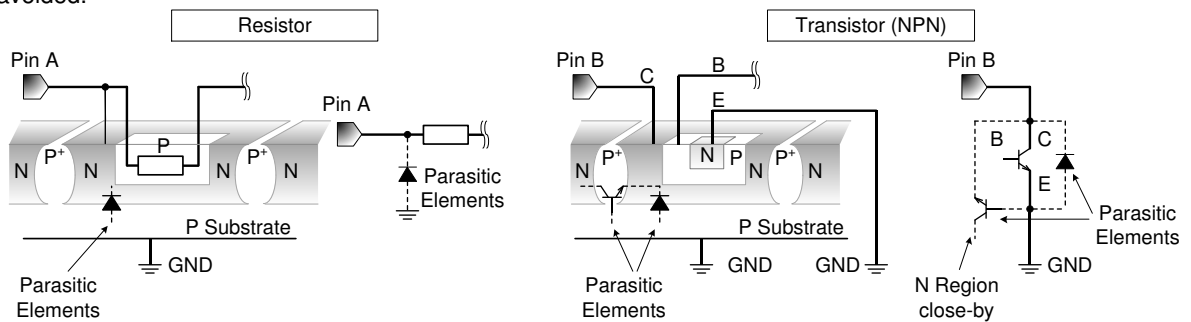 avoided.
Resistor
Transistor (NPN)
Pin A
Pin A
N
P+
N
P
N
P+
N
Parasitic
Elements
P Substrate
GND
Parasitic
Elements
Pin B
C
B
E
N
P+
N
N
P
N
P+
N
P Substrate
GND
GND
Parasitic
Elements
Pin B
B
C
E
Parasitic
Elements
GND
N Region
close-by